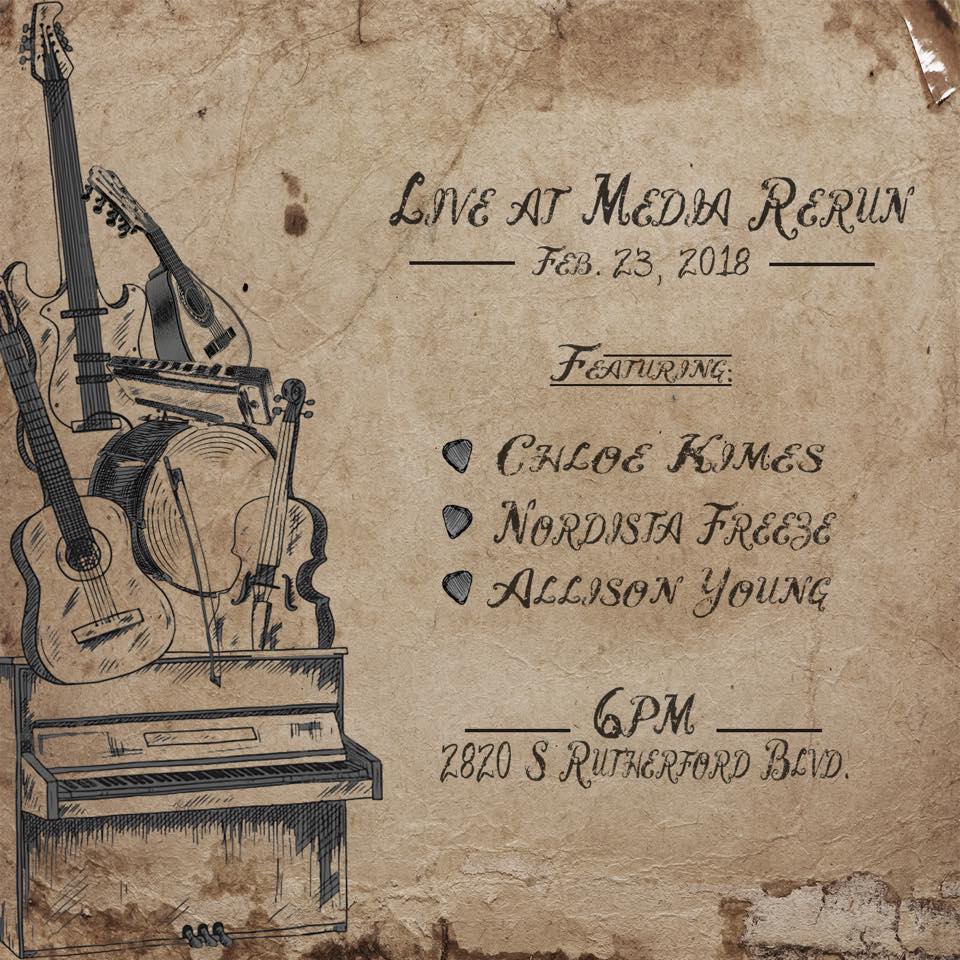 Live at Media Rerun
Feb. 23, 2018
Featuring:
Chloe Kimes
Nordista Freeze
Allison Young
6PM
2820 S Rutherford Blvd.